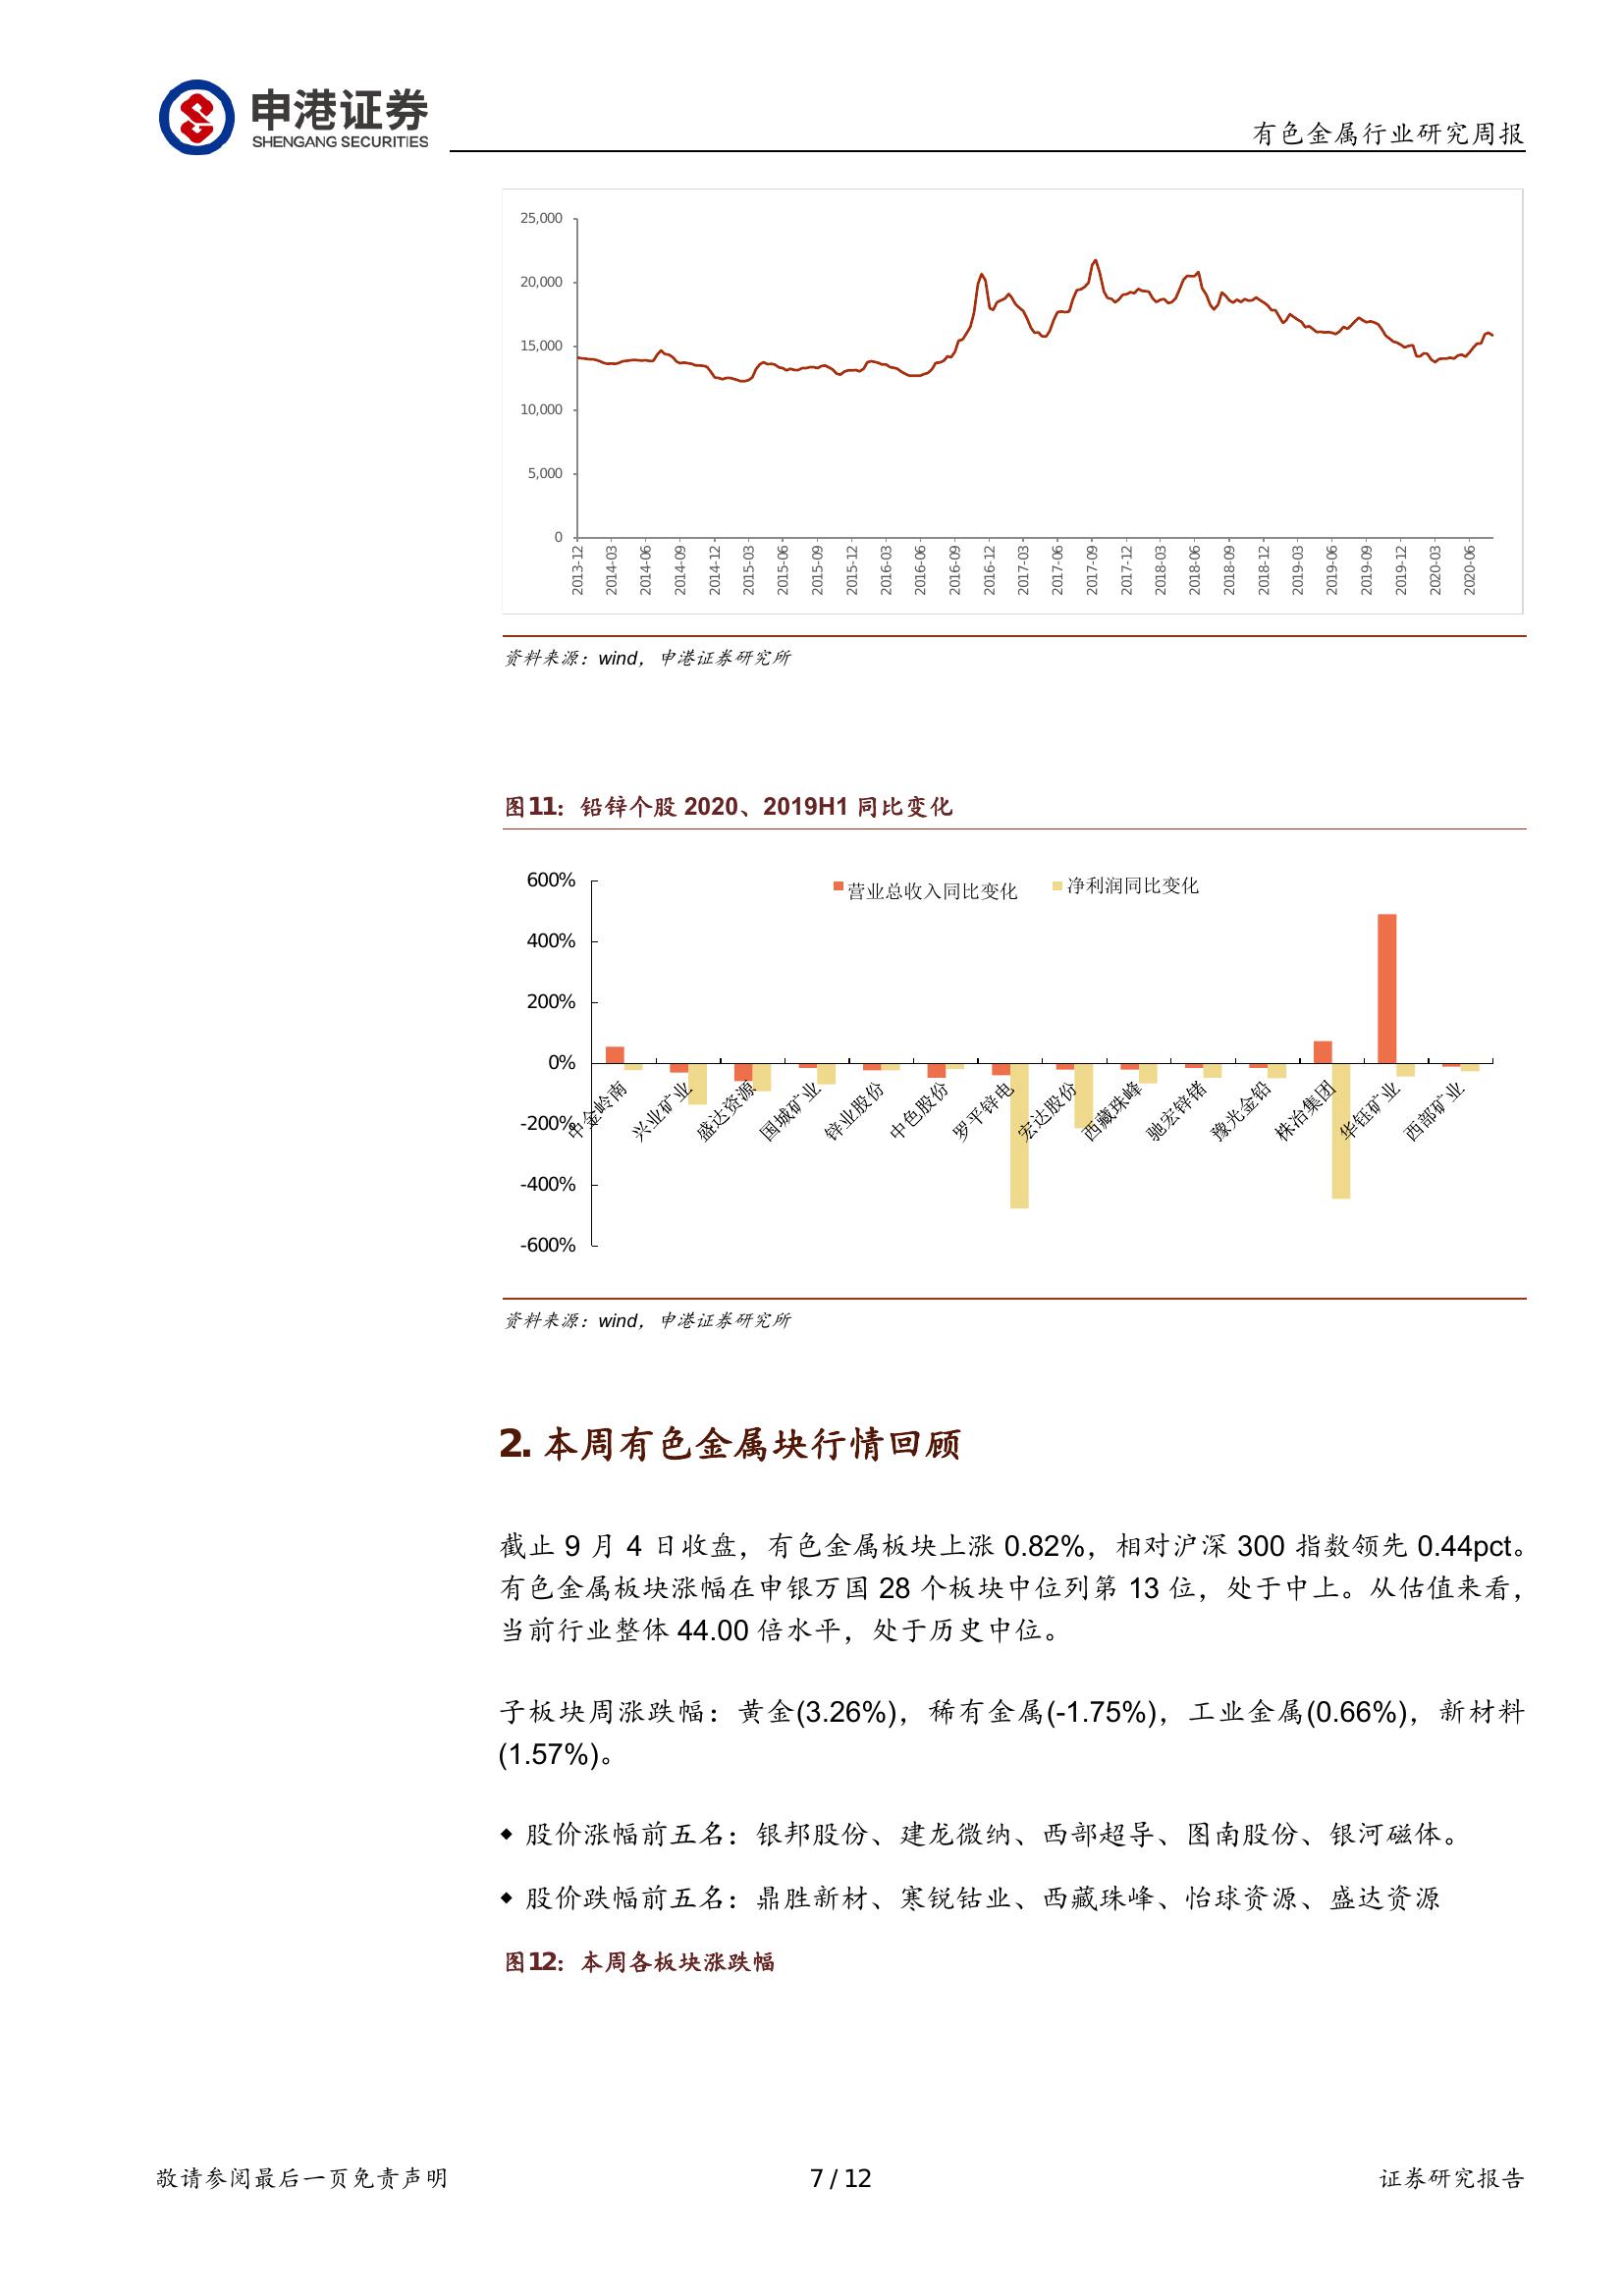 申港证券
SHENGANG SECURITIES
有色金属行业研究周报
25,000
20,000
15,000
10,000
5,000
0
2013-12
2014-03
2014-06
2014-09
2014-12
2015-03
2015-06
2015-09
2015-12
2016-03
2016-06
2016-09
2016-12
2017-03
2017-06
2017-09
2017-12
2018-03
2018-06
2018-09
2018-12
2019-03
2019-06
2019-09
2019-12
2020-03
2020-06
资料来源：wind，申港证券研究所
图11：铅锌个股 2020、2019H1 同比变化
营业总收入同比变化 净利润同比变化
600%
400%
200%
0%
-200%
-400%
-600%
中金岭南
兴业矿业
盛达资源
国城矿业
锌业股份
中色股份
罗平锌电
宏达股份
西藏珠峰
驰宏锌锗
豫光金铅
株冶集团
华钰矿业
西部矿业
资料来源：wind，申港证券研究所
2. 本周有色金属块行情回顾
截止 9 月 4 日收盘，有色金属板块上涨 0.82%，相对沪深 300 指数领先 0.44pct。
有色金属板块涨幅在申银万国 28 个板块中位列第 13 位，处于中上。从估值来看，
当前行业整体 44.00 倍水平，处于历史中位。
子板块周涨跌幅：黄金(3.26%)，稀有金属(-1.75%)，工业金属(0.66%)，新材料
(1.57%)。
◆ 股价涨幅前五名：银邦股份、建龙微纳、西部超导、图南股份、银河磁体。
◆ 股价跌幅前五名：鼎胜新材、寒锐钴业、西藏珠峰、怡球资源、盛达资源
图12：本周各板块涨跌幅
敬请参阅最后一页免责声明
7 / 12
证券研究报告